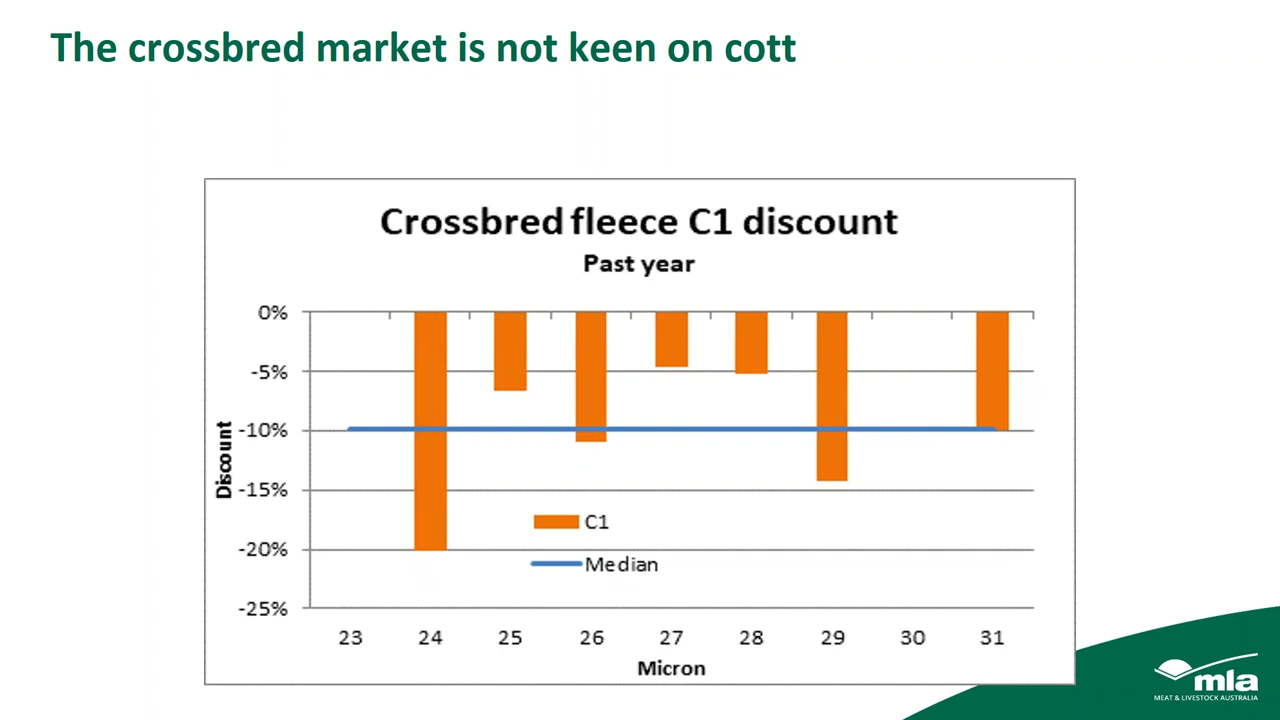 The crossbred market is not keen on cott
Crossbred fleece C1 discount
Past year
0%
-5%
-10%
-15%
-20%
-25%
Discount
C1
Median
23 24 25 26 27 28 29 30 31
Micron
mla
MEAT & LIVESTOCK AUSTRALIA